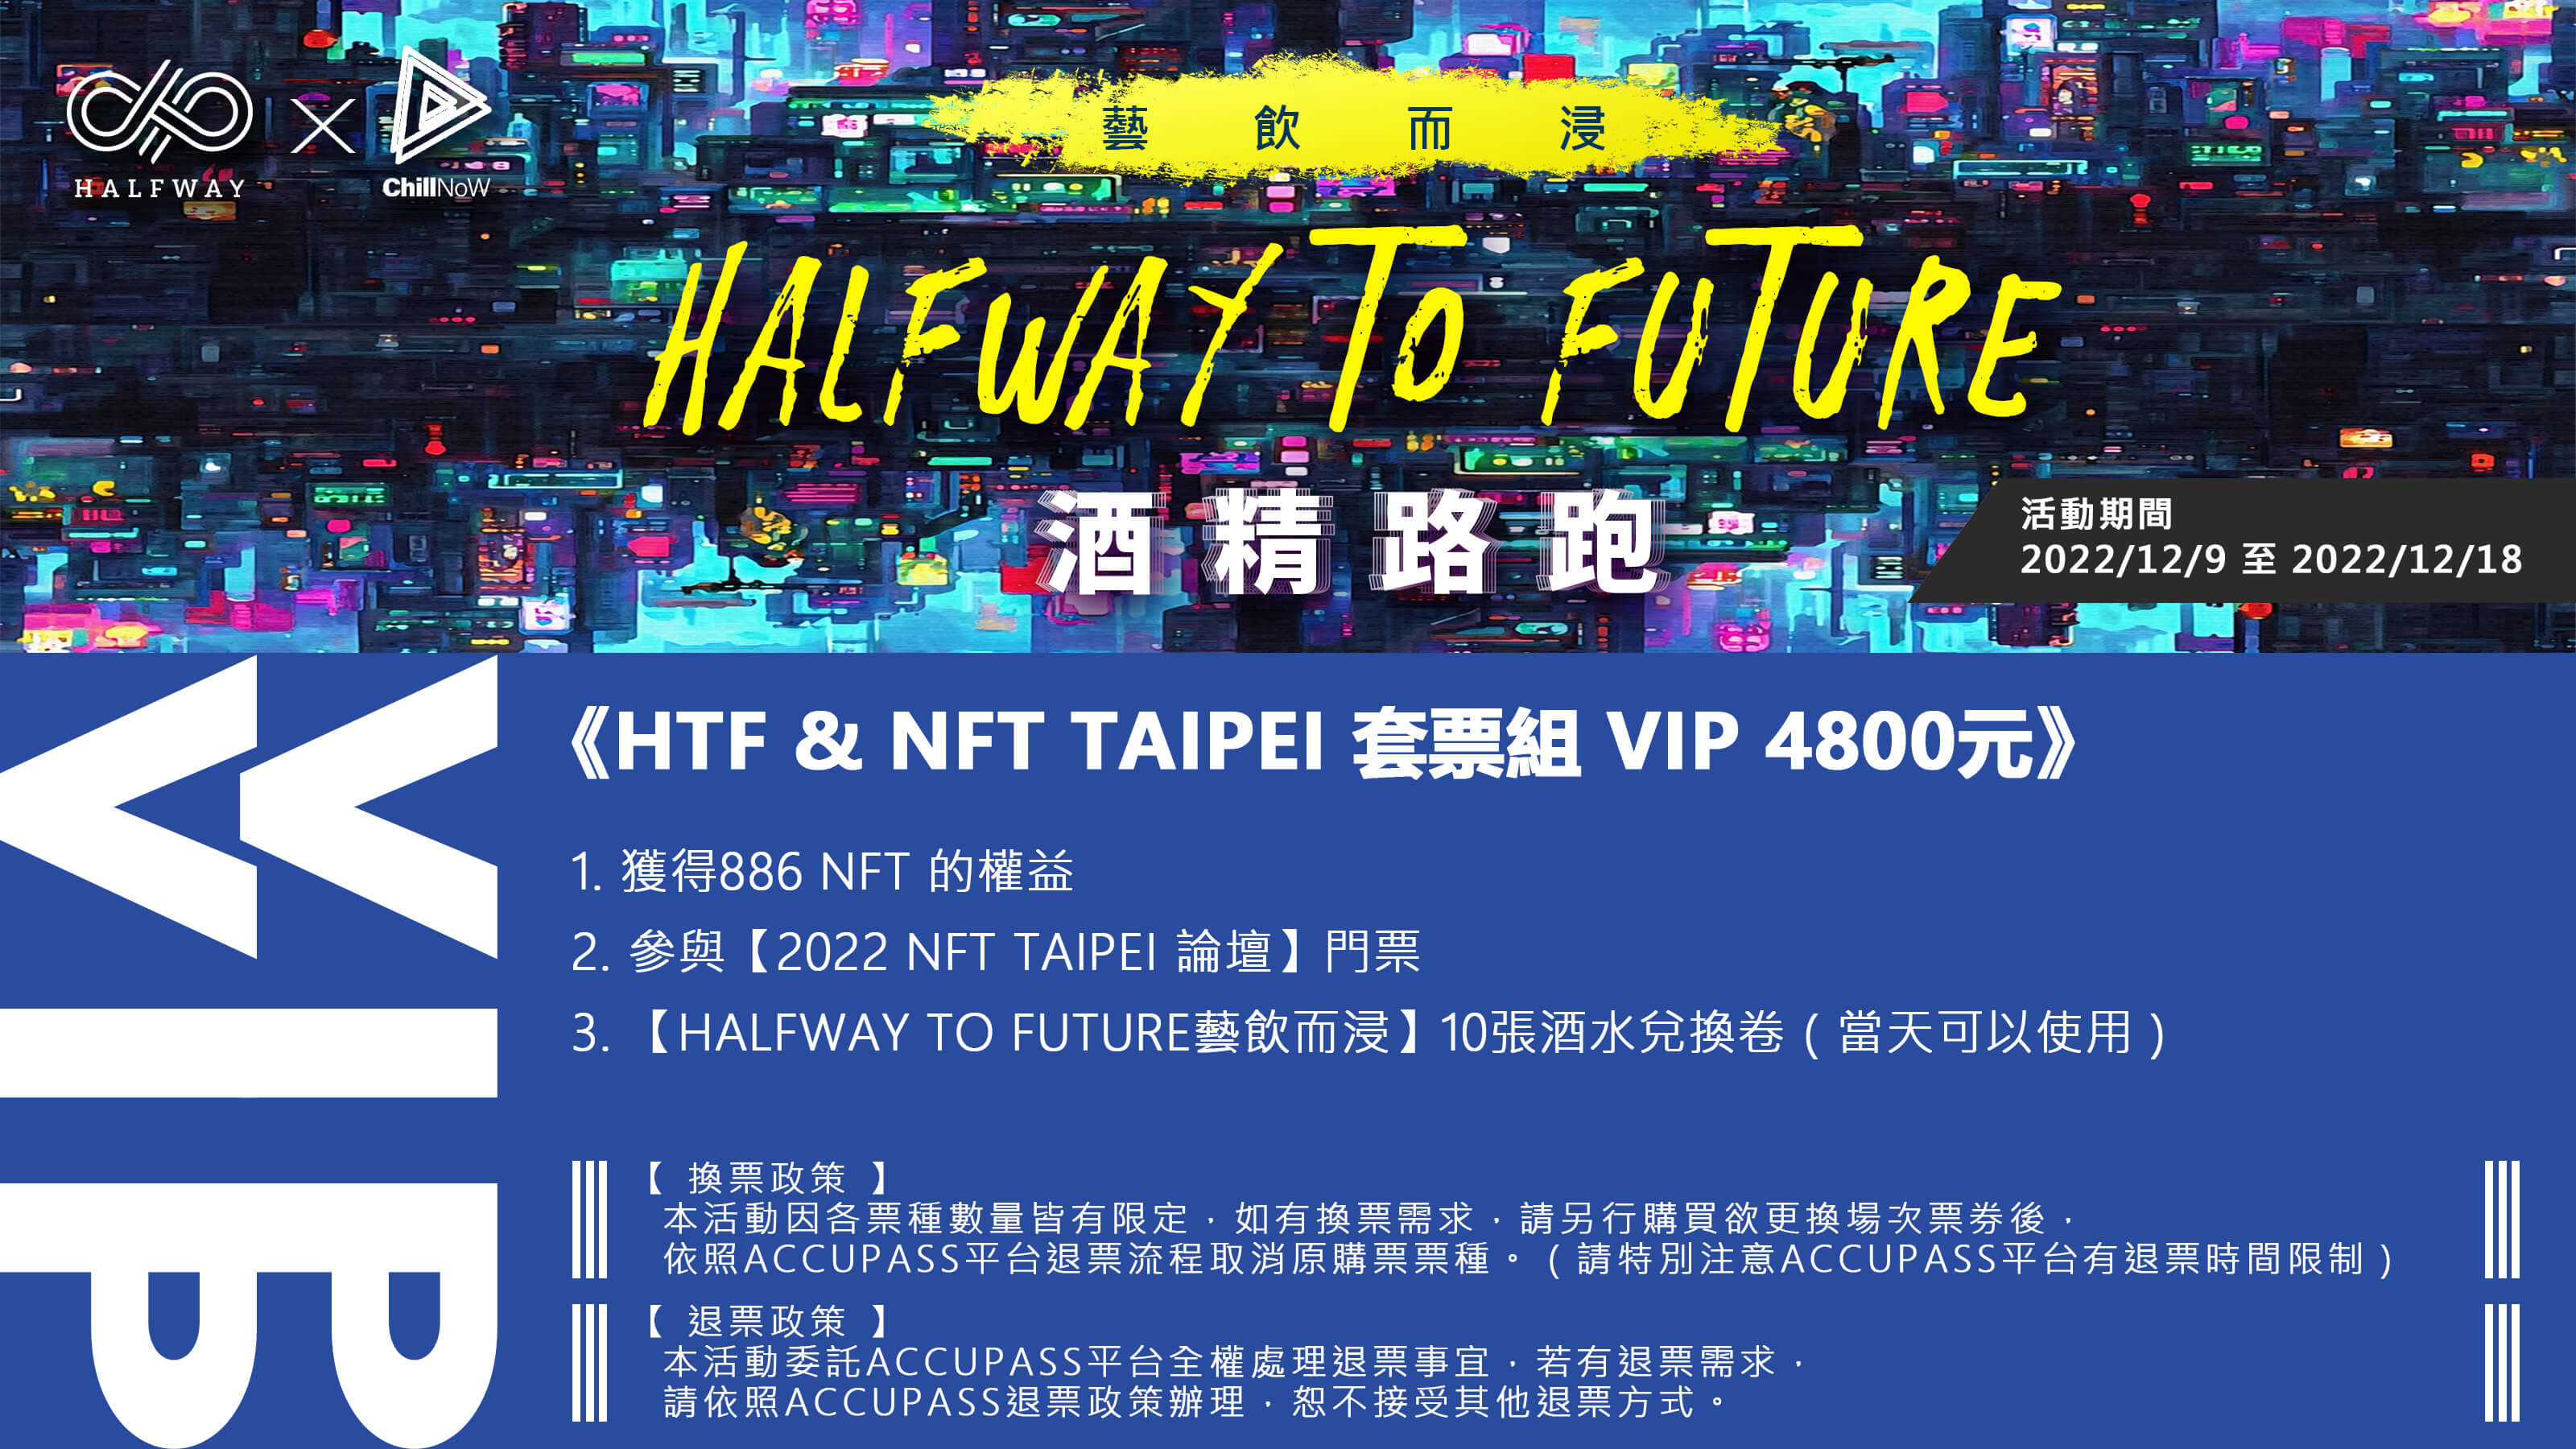 HALFWAY
ChillNoW
藝飲而浸
HALFWAY TO FUTURE
酒精路跑
活動期間
2022/12/9 至 2022/12/18
VIP
《HTF & NFT TAIPEI 套票組 VIP 4800元》
1. 獲得886 NFT 的權益
2. 參與【2022 NFT TAIPEI 論壇】門票
3. 【HALFWAY TO FUTURE藝飲而浸】10張酒水兌換卷（當天可以使用）
【 換票政策 】
本活動因各票種數量皆有限定，如有換票需求，請另行購買欲更換場次票券後，
依照ACCUPASS平台退票流程取消原購票票種。（請特別注意ACCUPASS平台有退票時間限制）
【 退票政策 】
本活動委託ACCUPASS平台全權處理退票事宜，若有退票需求，
請依照ACCUPASS退票政策辦理，恕不接受其他退票方式。